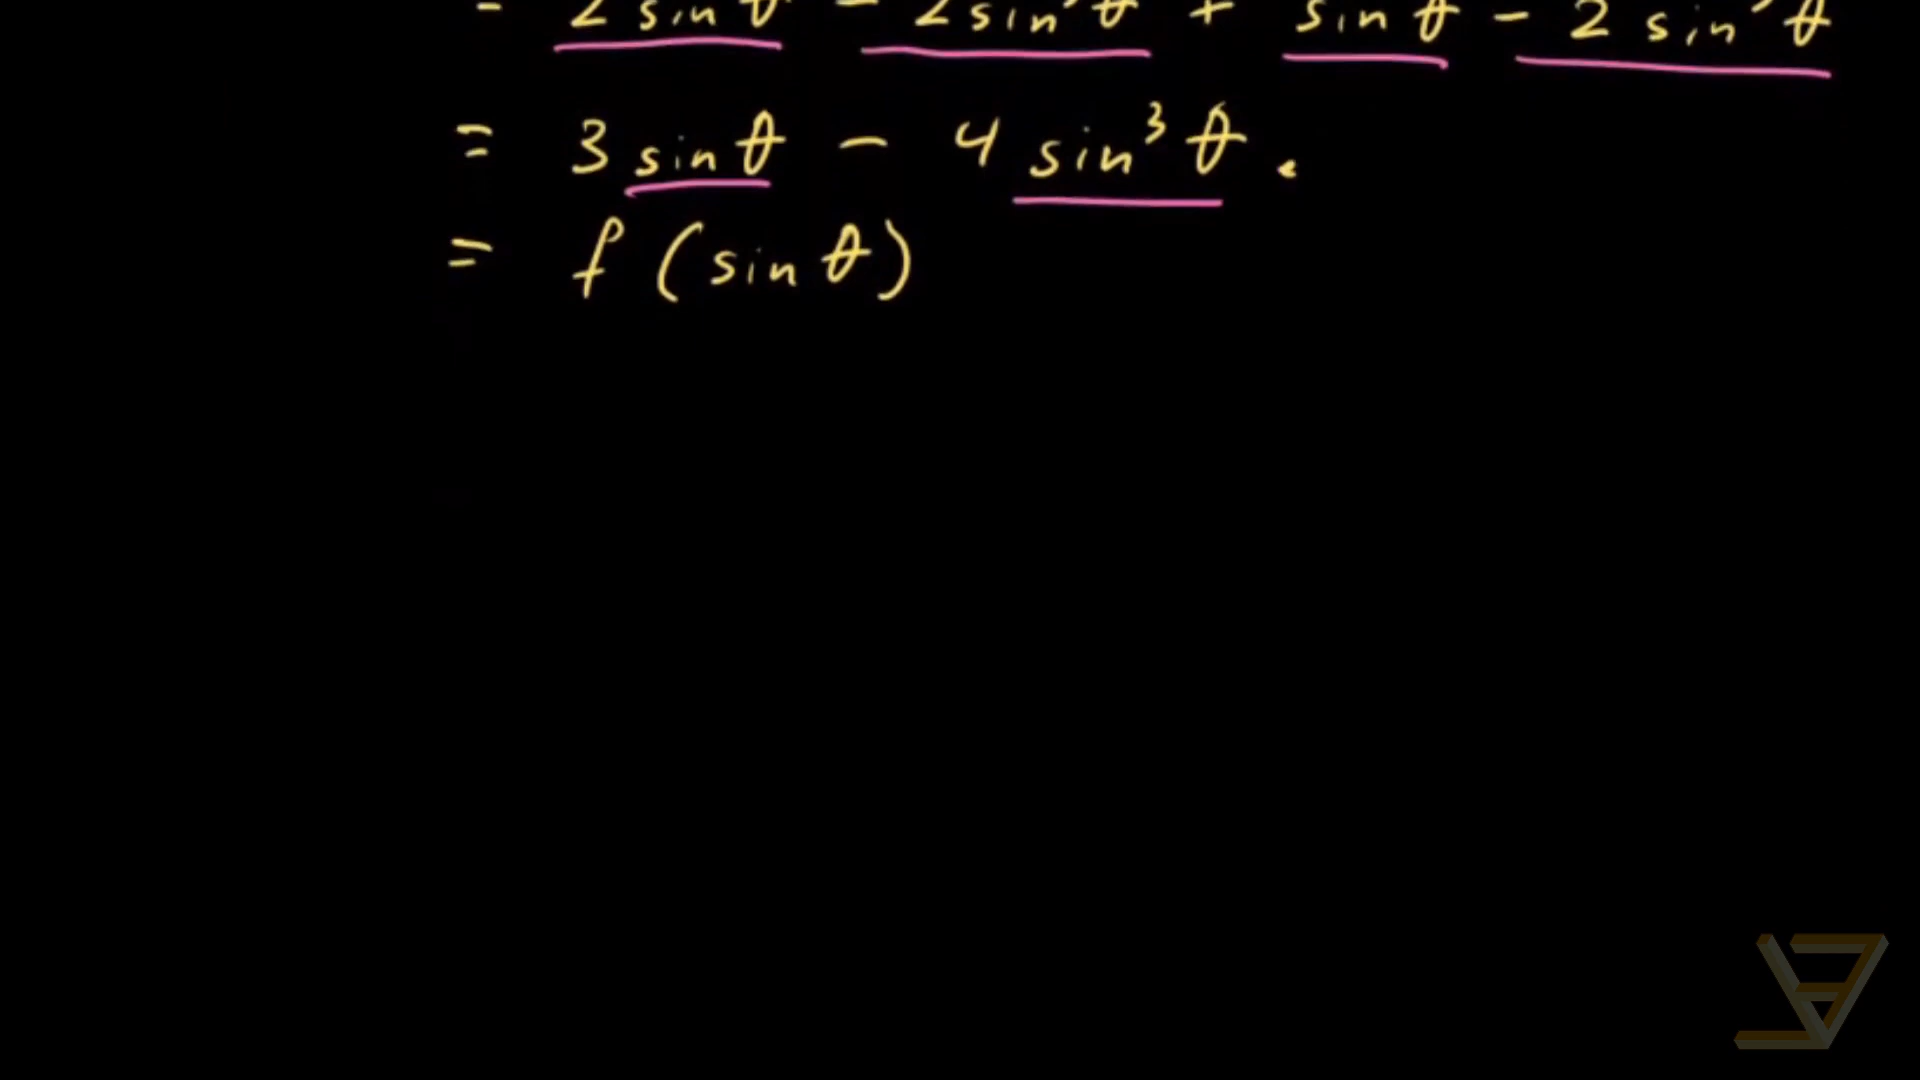 = 2 sin θ - 2 sin³ θ + sin θ - 2 sin³ θ
= 3 sin θ - 4 sin³ θ.
= f (sin θ)